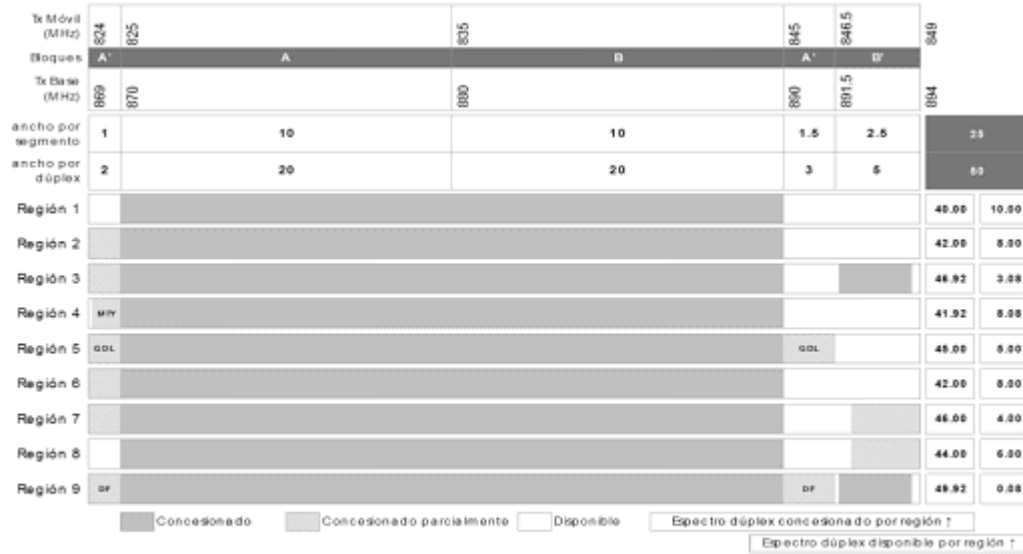 Tx Móvil
(MHz)
824 825 835 845 846.5 849
Bloques A' A B A' B'
Tx Base
(MHz)
869 870 880 890 891.5 894
ancho por
segmento
1 10 10 1.5 2.5 25
ancho por
dúplex
2 20 20 3 5 50
Región 1 40.00 10.00
Región 2 42.00 8.00
Región 3 46.92 3.08
Región 4 MTY 41.92 8.08
Región 5 GDL GDL 45.00 5.00
Región 6 42.00 8.00
Región 7 46.00 4.00
Región 8 44.00 6.00
Región 9 DF DF 49.92 0.08
Concesionado Concesionado parcialmente Disponible Espectro dúplex concesionado por región ↑
Espectro dúplex disponible por región ↑